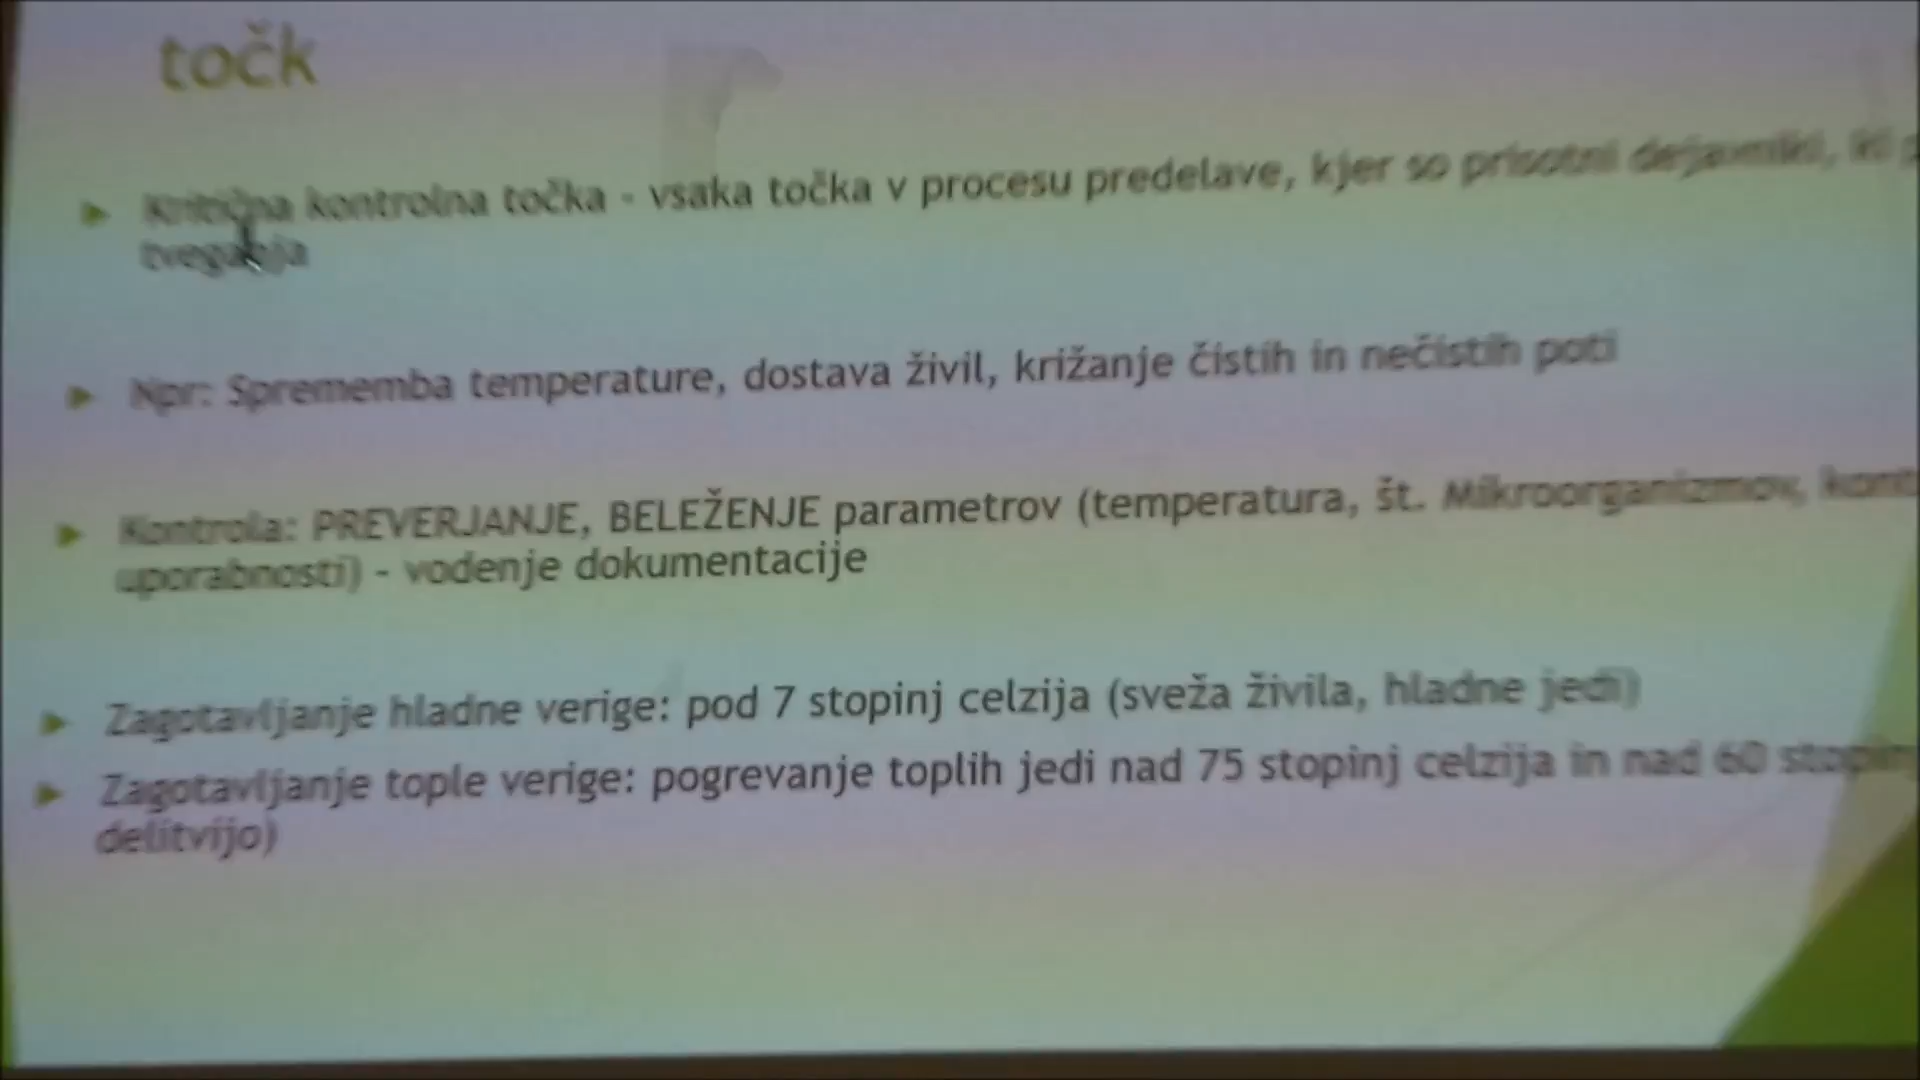 točk
Kritična kontrolna točka - vsaka točka v procesu predelave, kjer so prisotni dejavniki, ki
tveganja
Npr: Sprememba temperature, dostava živil, križanje čistih in nečistih poti
Kontrola: PREVERJANJE, BELEŽENJE parametrov (temperatura, št. Mikroorganizmov, kont
uporabnosti) - vodenje dokumentacije
Zagotavljanje hladne verige: pod 7 stopinj celzija (sveža živila, hladne jedi)
Zagotavljanje tople verige: pogrevanje toplih jedi nad 75 stopinj celzija in nad 60 stopinj
delitvijo)